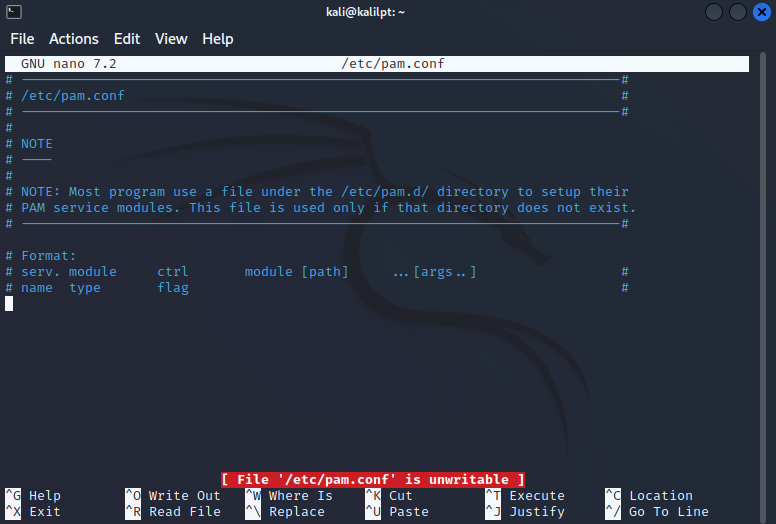 kali@kalilpt: ~
File Actions Edit View Help
GNU nano 7.2 /etc/pam.conf
# ---------------------------------------------------------------------------#
# /etc/pam.conf #
# ---------------------------------------------------------------------------#
#
# NOTE
# ----
#
# NOTE: Most program use a file under the /etc/pam.d/ directory to setup their
# PAM service modules. This file is used only if that directory does not exist.
# ---------------------------------------------------------------------------#
# Format:
# serv. module ctrl module [path] ...[args..] #
# name type flag #
[ File '/etc/pam.conf' is unwritable ]
^G Help ^O Write Out ^W Where Is ^K Cut ^T Execute ^C Location
^X Exit ^R Read File ^\ Replace ^U Paste ^J Justify ^/ Go To Line